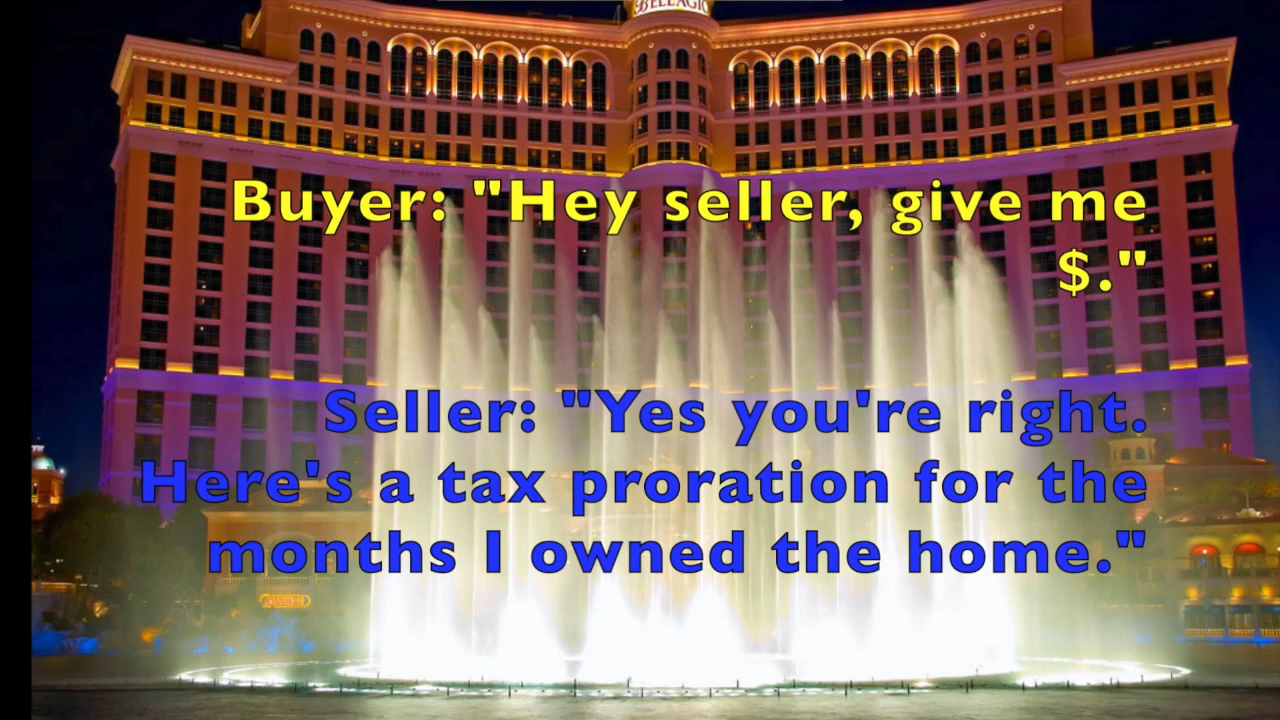 BELLAGIO
Buyer: "Hey seller, give me
$."
Seller: "Yes you're right.
Here's a tax proration for the
months I owned the home."